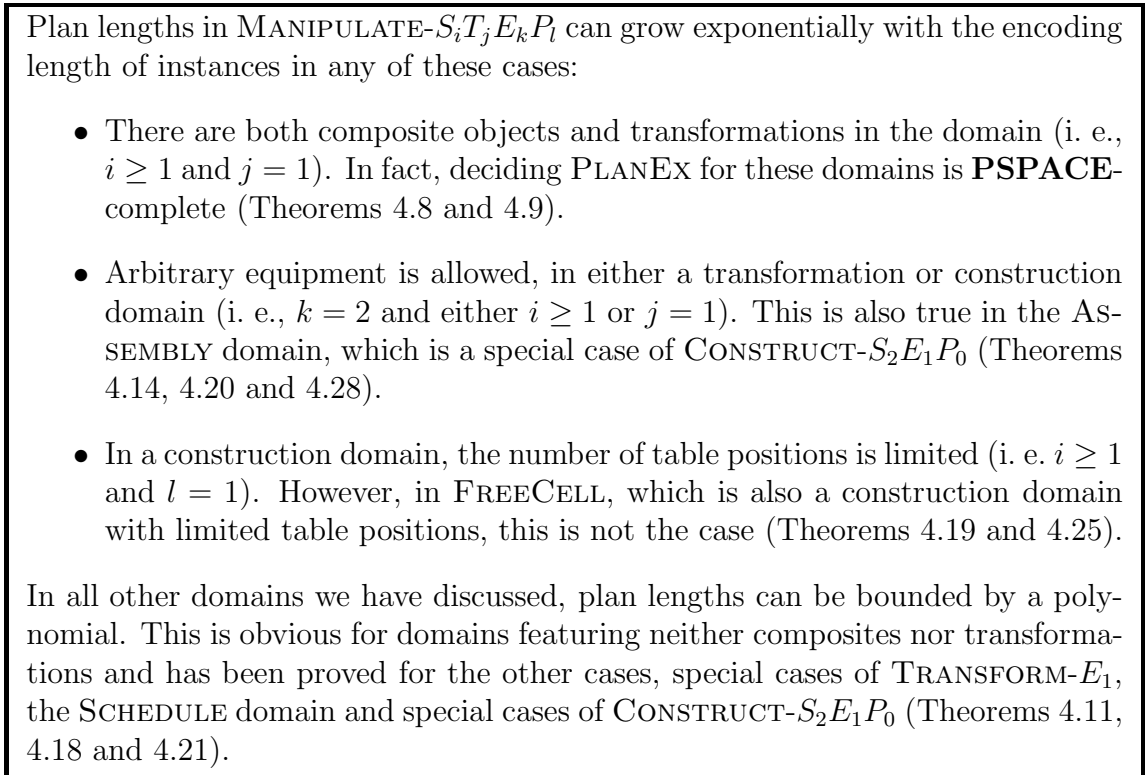 Plan lengths in MANIPULATE-SiTjEkPl can grow exponentially with the encoding
length of instances in any of these cases:
• There are both composite objects and transformations in the domain (i. e.,
i ≥ 1 and j = 1). In fact, deciding PLANEX for these domains is PSPACE-
complete (Theorems 4.8 and 4.9).
• Arbitrary equipment is allowed, in either a transformation or construction
domain (i. e., k = 2 and either i ≥ 1 or j = 1). This is also true in the AS-
SEMBLY domain, which is a special case of CONSTRUCT-S2E1P0 (Theorems
4.14, 4.20 and 4.28).
• In a construction domain, the number of table positions is limited (i. e. i ≥ 1
and l = 1). However, in FREECELL, which is also a construction domain
with limited table positions, this is not the case (Theorems 4.19 and 4.25).
In all other domains we have discussed, plan lengths can be bounded by a poly-
nomial. This is obvious for domains featuring neither composites nor transforma-
tions and has been proved for the other cases, special cases of TRANSFORM-E1,
the SCHEDULE domain and special cases of CONSTRUCT-S2E1P0 (Theorems 4.11,
4.18 and 4.21).